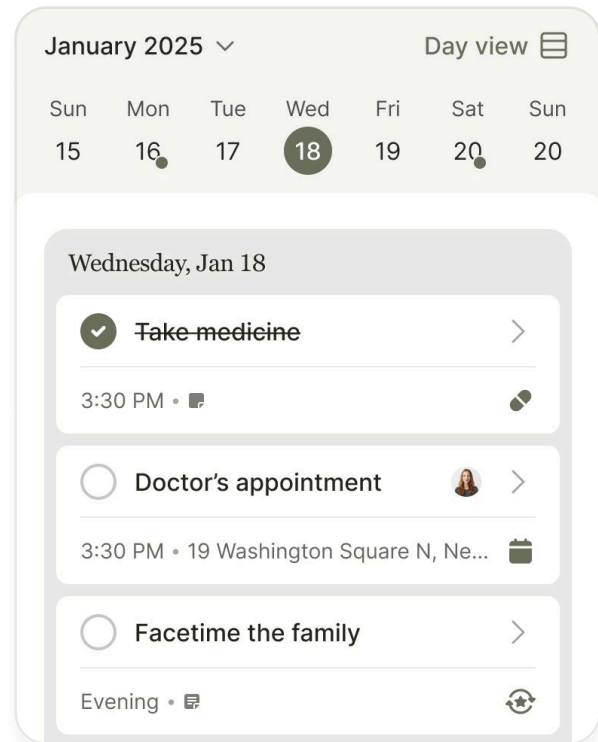 January 2025 Day view
Sun Mon Tue Wed Fri Sat Sun
15 16 17 18 19 20 20
Wednesday, Jan 18
Take medicine
3:30 PM •
Doctor’s appointment
3:30 PM • 19 Washington Square N, Ne...
Facetime the family
Evening •